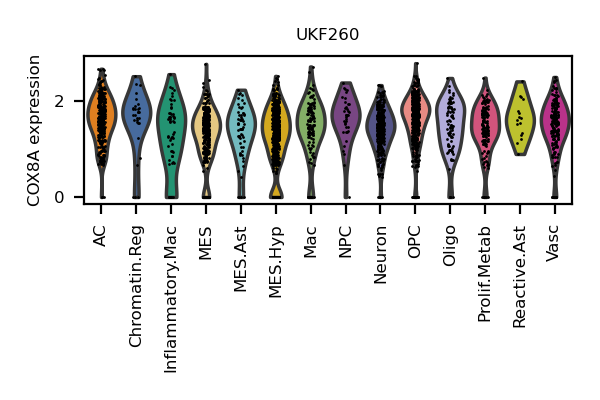 UKF260
COX8A expression
2
0
AC
Chromatin.Reg
Inflammatory.Mac
MES
MES.Ast
MES.Hyp
Mac
NPC
Neuron
OPC
Oligo
Prolif.Metab
Reactive.Ast
Vasc